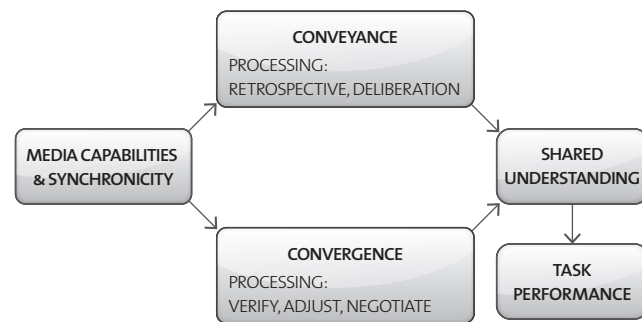 CONVEYANCE
PROCESSING:
RETROSPECTIVE, DELIBERATION
MEDIA CAPABILITIES
& SYNCHRONICITY
SHARED
UNDERSTANDING
CONVERGENCE
PROCESSING:
VERIFY, ADJUST, NEGOTIATE
TASK
PERFORMANCE